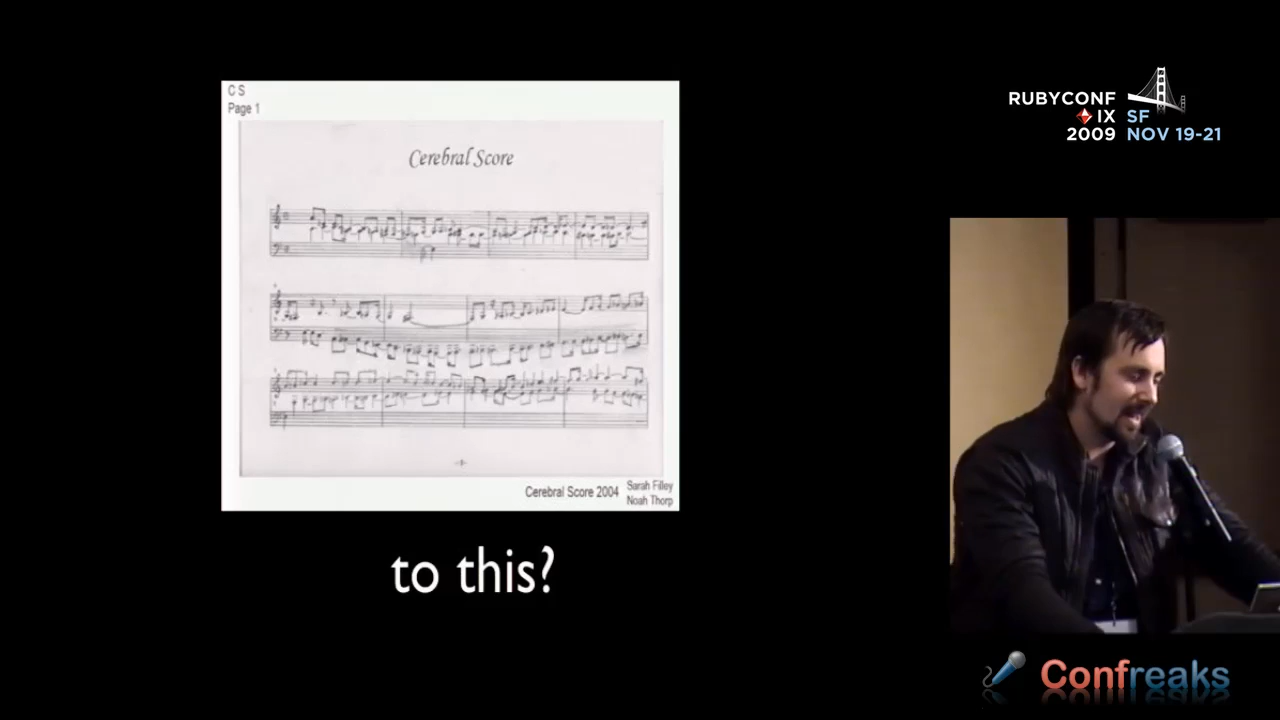 C S
Page 1
Cerebral Score
Cerebral Score 2004
Sarah Filley
Noah Thorp
to this?
RUBYCONF
IX SF
2009 NOV 19-21
Confreaks